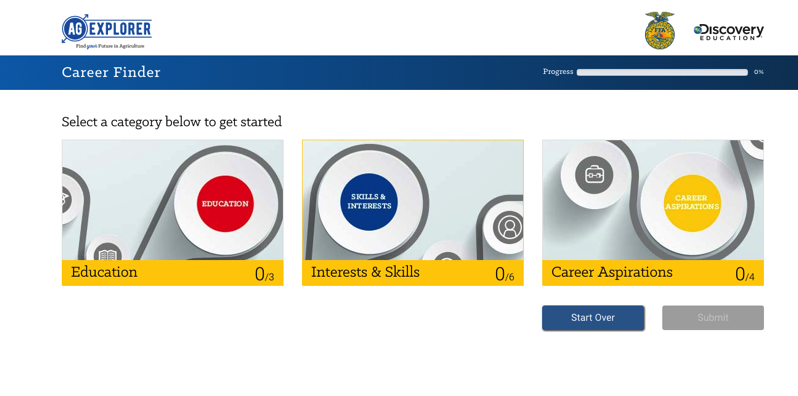 AG EXPLORER
Find your Future in Agriculture
FFA
Discovery
EDUCATION
Career Finder
Progress
0%
Select a category below to get started
EDUCATION
SKILLS &
INTERESTS
CAREER
ASPIRATIONS
Education
0/3
Interests & Skills
0/6
Career Aspirations
0/4
Start Over
Submit